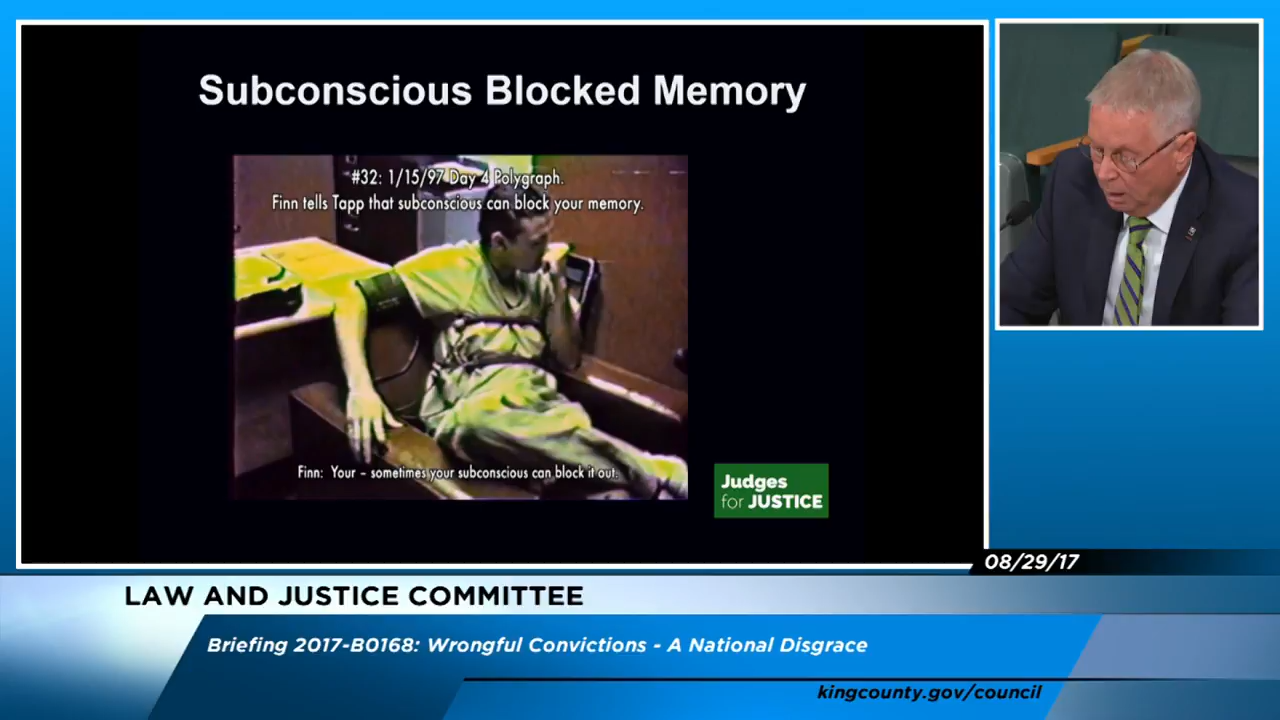 Subconscious Blocked Memory
#32: 1/15/97 Day 4 Polygraph.
Finn tells Tapp that subconscious can block your memory.
Finn: Your – sometimes your subconscious can block it out.
Judges
for JUSTICE
08/29/17
LAW AND JUSTICE COMMITTEE
Briefing 2017-B0168: Wrongful Convictions - A National Disgrace
kingcounty.gov/council